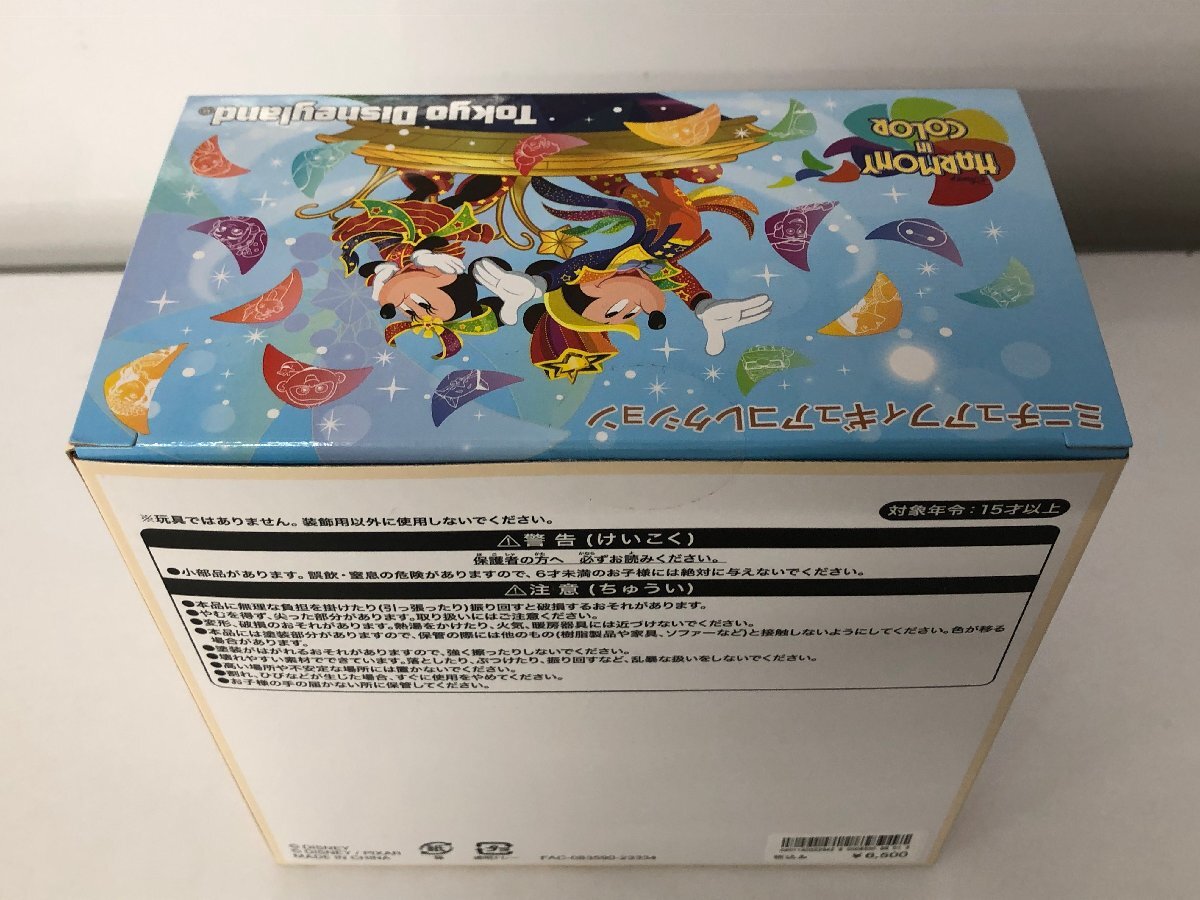 Tokyo Disneyland®
Disney
HARMONY
in
COLOR
ミニチュアフィギュアコレクション
※玩具ではありません。装飾用以外に使用しないでください。
対象年令:15才以上
⚠警告(けいこく)
保護者の方へ 必ずお読みください。
●小部品があります。誤飲・窒息の危険がありますので、6才未満のお子様には絶対に与えないでください。
⚠注意(ちゅうい)
●本品に無理な負担を掛けたり(引っ張ったり)振り回すと破損するおそれがあります。
●やむを得ず、尖った部分があります。取り扱いにはご注意ください。
●変形、破損のおそれがあります。熱湯をかけたり、火気、暖房器具には近づけないでください。
●本品には塗装部分がありますので、保管の際には他のもの(樹脂製品や家具、ソファーなど)と接触しないようにしてください。色が移る
場合があります。
●塗装がはがれるおそれがありますので、強く擦ったりしないでください。
●壊れやすい素材でできています。落としたり、ぶつけたり、振り回すなど、乱暴な扱いをしないでください。
●高い場所や不安定な場所には置かないでください。
●割れ、ひびなどが生じた場合、すぐに使用をやめてください。
●お子様の手の届かない所に保管してください。
© DISNEY
© DISNEY / PIXAR
MADE IN CHINA
紙